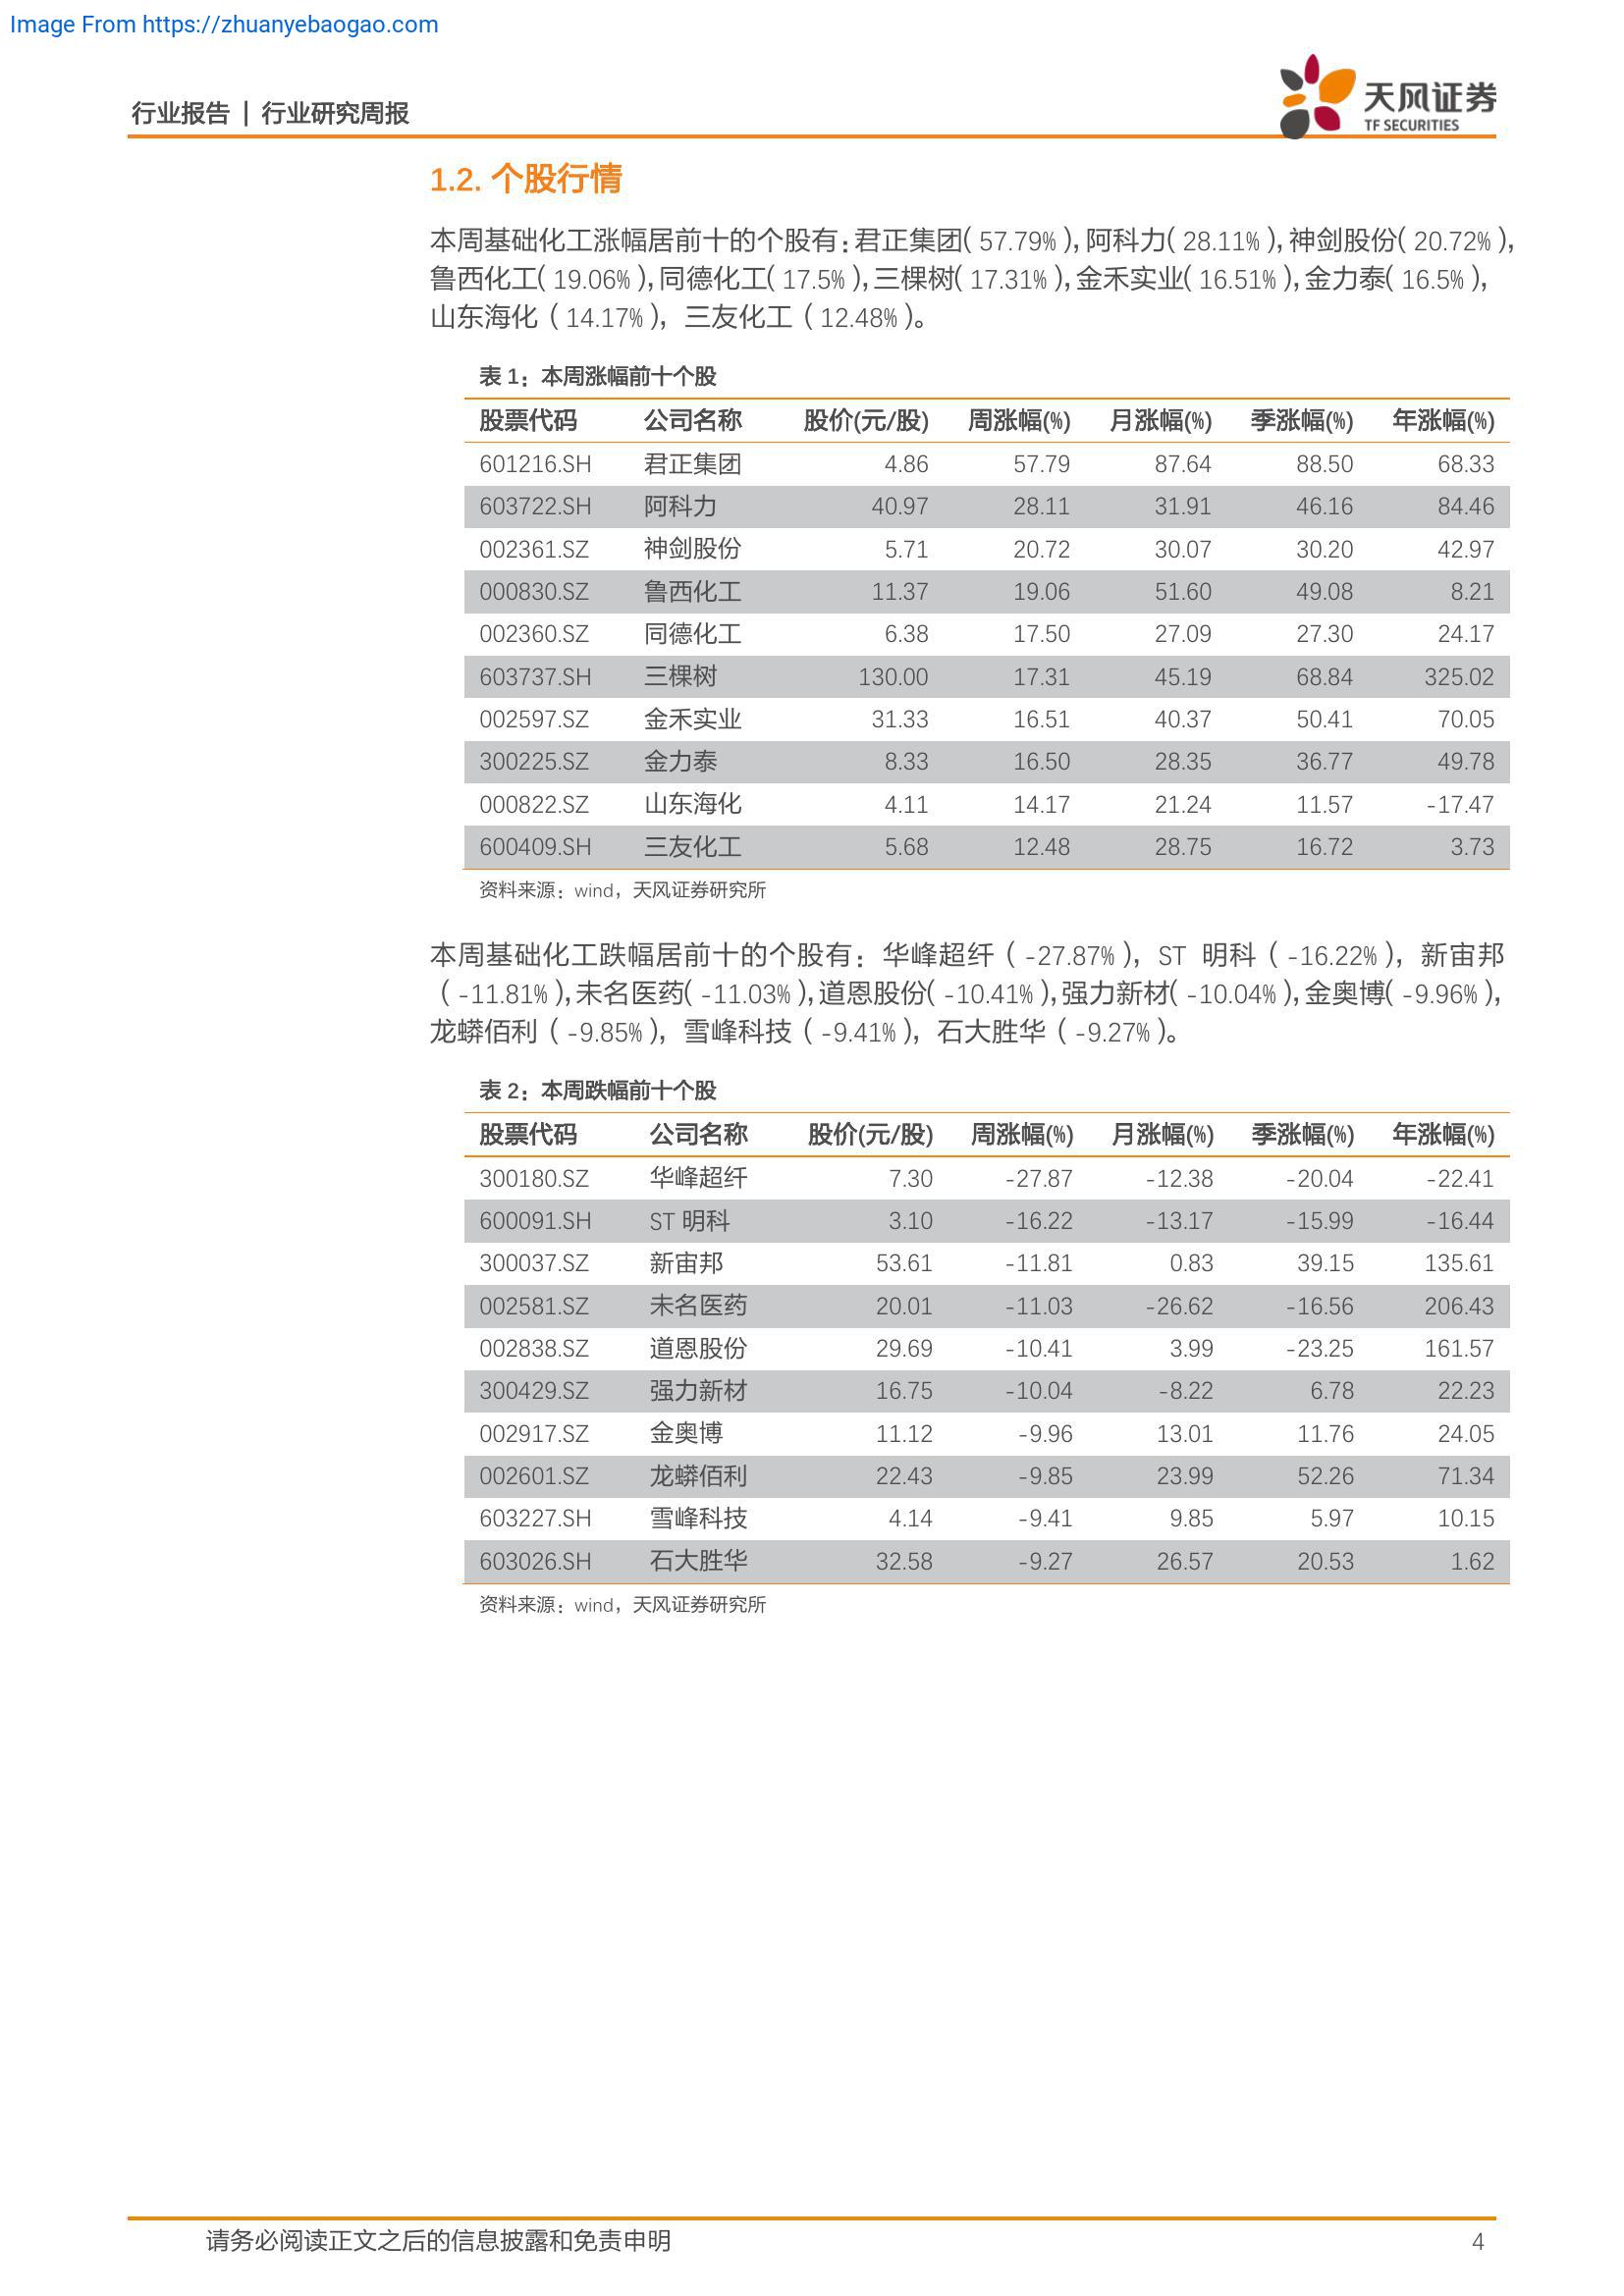 Image From https://zhuanyebaogao.com
行业报告 | 行业研究周报
天风证券
TF SECURITIES
1.2. 个股行情
本周基础化工涨幅居前十的个股有：君正集团（57.79%），阿科力（28.11%），神剑股份（20.72%），
鲁西化工（19.06%），同德化工（17.5%），三棵树（17.31%），金禾实业（16.51%），金力泰（16.5%），
山东海化（14.17%），三友化工（12.48%）。
表 1：本周涨幅前十个股
股票代码 公司名称 股价(元/股) 周涨幅(%) 月涨幅(%) 季涨幅(%) 年涨幅(%)
601216.SH 君正集团 4.86 57.79 87.64 88.50 68.33
603722.SH 阿科力 40.97 28.11 31.91 46.16 84.46
002361.SZ 神剑股份 5.71 20.72 30.07 30.20 42.97
000830.SZ 鲁西化工 11.37 19.06 51.60 49.08 8.21
002360.SZ 同德化工 6.38 17.50 27.09 27.30 24.17
603737.SH 三棵树 130.00 17.31 45.19 68.84 325.02
002597.SZ 金禾实业 31.33 16.51 40.37 50.41 70.05
300225.SZ 金力泰 8.33 16.50 28.35 36.77 49.78
000822.SZ 山东海化 4.11 14.17 21.24 11.57 -17.47
600409.SH 三友化工 5.68 12.48 28.75 16.72 3.73
资料来源：wind，天风证券研究所
本周基础化工跌幅居前十的个股有：华峰超纤（-27.87%），ST 明科（-16.22%），新宙邦
（-11.81%），未名医药（-11.03%），道恩股份（-10.41%），强力新材（-10.04%），金奥博（-9.96%），
龙蟒佰利（-9.85%），雪峰科技（-9.41%），石大胜华（-9.27%）。
表 2：本周跌幅前十个股
股票代码 公司名称 股价(元/股) 周涨幅(%) 月涨幅(%) 季涨幅(%) 年涨幅(%)
300180.SZ 华峰超纤 7.30 -27.87 -12.38 -20.04 -22.41
600091.SH ST 明科 3.10 -16.22 -13.17 -15.99 -16.44
300037.SZ 新宙邦 53.61 -11.81 0.83 39.15 135.61
002581.SZ 未名医药 20.01 -11.03 -26.62 -16.56 206.43
002838.SZ 道恩股份 29.69 -10.41 3.99 -23.25 161.57
300429.SZ 强力新材 16.75 -10.04 -8.22 6.78 22.23
002917.SZ 金奥博 11.12 -9.96 13.01 11.76 24.05
002601.SZ 龙蟒佰利 22.43 -9.85 23.99 52.26 71.34
603227.SH 雪峰科技 4.14 -9.41 9.85 5.97 10.15
603026.SH 石大胜华 32.58 -9.27 26.57 20.53 1.62
资料来源：wind，天风证券研究所
请务必阅读正文之后的信息披露和免责申明 4